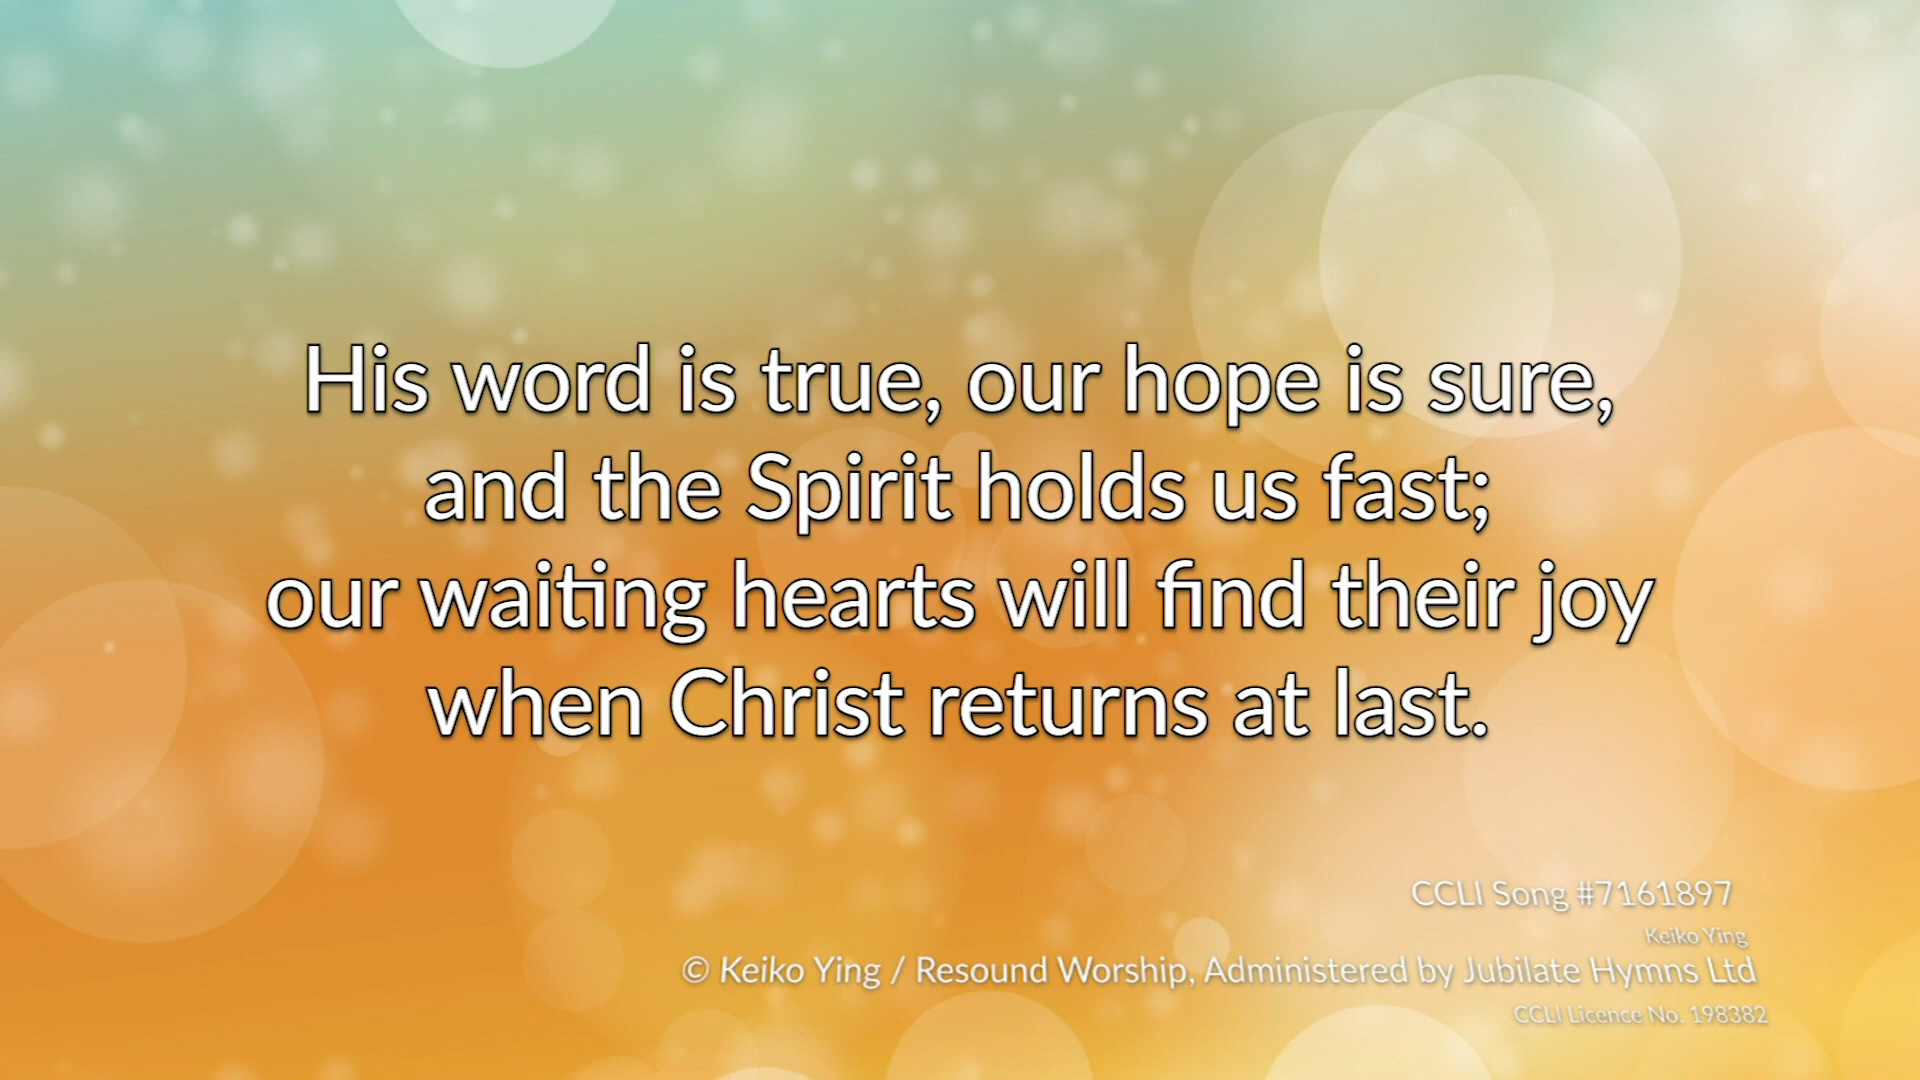 His word is true, our hope is sure,
and the Spirit holds us fast;
our waiting hearts will find their joy
when Christ returns at last.
CCLI Song #7161897
Keiko Ying
© Keiko Ying / Resound Worship, Administered by Jubilate Hymns Ltd
CCLI Licence No. 198382